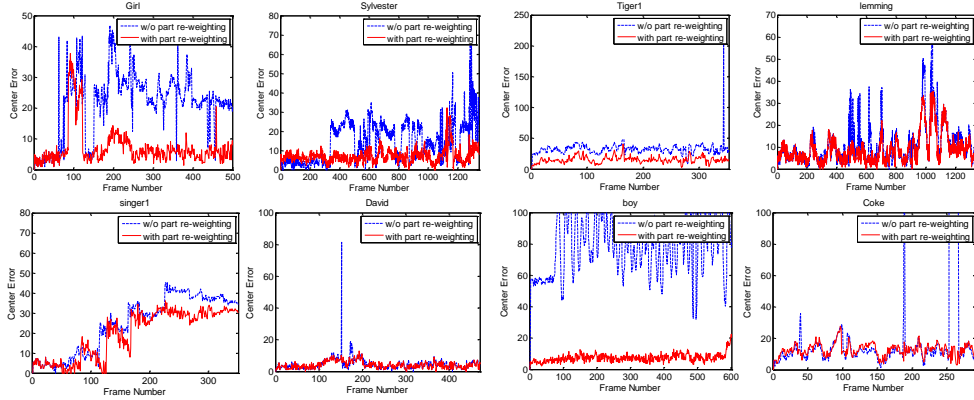 Girl
w/o part re-weighting
with part re-weighting
Center Error
50
40
30
20
10
0
0 100 200 300 400 500
Frame Number
Sylvester
w/o part re-weighting
with part re-weighting
Center Error
80
60
40
20
0
0 200 400 600 800 1000 1200
Frame Number
Tiger1
w/o part re-weighting
with part re-weighting
Center Error
250
200
150
100
50
0
0 100 200 300
Frame Number
lemming
w/o part re-weighting
with part re-weighting
Center Error
70
60
50
40
30
20
10
0
0 200 400 600 800 1000 1200
Frame Number
singer1
w/o part re-weighting
with part re-weighting
Center Error
80
70
60
50
40
30
20
10
0
0 100 200 300
Frame Number
David
w/o part re-weighting
with part re-weighting
Center Error
100
80
60
40
20
0
0 100 200 300 400
Frame Number
boy
w/o part re-weighting
with part re-weighting
Center Error
100
80
60
40
20
0
0 100 200 300 400 500 600
Frame Number
Coke
w/o part re-weighting
with part re-weighting
Center Error
100
80
60
40
20
0
0 50 100 150 200 250
Frame Number